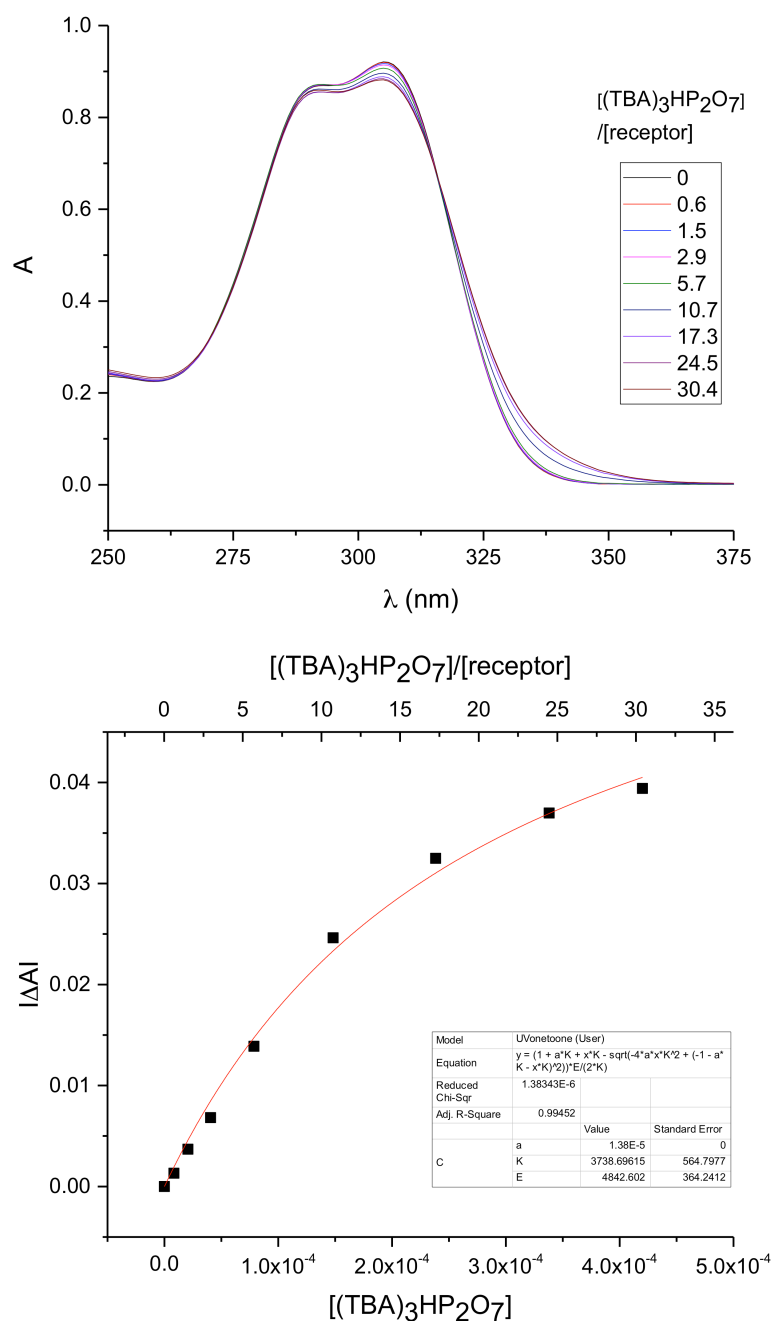 1.0
0.8
0.6
0.4
0.2
0.0
A
[(TBA)3HP2O7]
/[receptor]
0
0.6
1.5
2.9
5.7
10.7
17.3
24.5
30.4
250 275 300 325 350 375
λ (nm)
[(TBA)3HP2O7]/[receptor]
0 5 10 15 20 25 30 35
0.04
0.03
0.02
0.01
0.00
IΔAI
Model UVonetoone (User)
Equation y = (1 + a*K + x*K - sqrt(-4*a*x*K^2 + (-1 - a*
K - x*K)^2))*E/(2*K)
Reduced 1.38343E-6
Chi-Sqr
Adj. R-Square 0.99452
Value Standard Error
a 1.38E-5 0
C K 3738.69615 564.7977
E 4842.602 364.2412
0.0 1.0x10-4 2.0x10-4 3.0x10-4 4.0x10-4 5.0x10-4
[(TBA)3HP2O7]